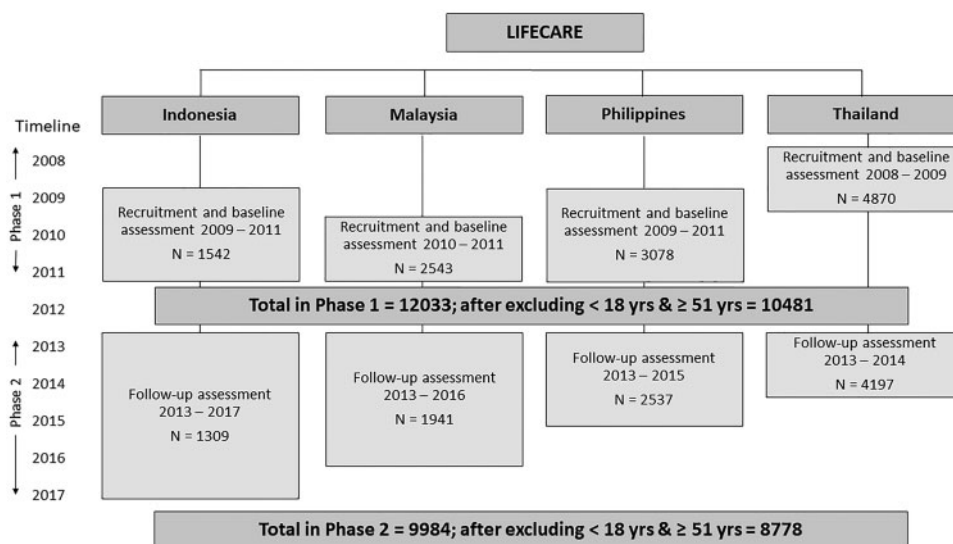 LIFECARE
Indonesia
Malaysia
Philippines
Thailand
Timeline
Phase 1
2008
2009
2010
2011
2012
Recruitment and baseline
assessment 2009 – 2011
N = 1542
Recruitment and baseline
assessment
2010 – 2011
N = 2543
Recruitment and baseline
assessment 2009 – 2011
N = 3078
Recruitment and baseline
assessment 2008 – 2009
N = 4870
Total in Phase 1 = 12033; after excluding < 18 yrs & ≥ 51 yrs = 10481
Phase 2
2013
2014
2015
2016
2017
Follow-up assessment
2013 – 2017
N = 1309
Follow-up assessment
2013 – 2016
N = 1941
Follow-up assessment
2013 – 2015
N = 2537
Follow-up assessment
2013 – 2014
N = 4197
Total in Phase 2 = 9984; after excluding < 18 yrs & ≥ 51 yrs = 8778